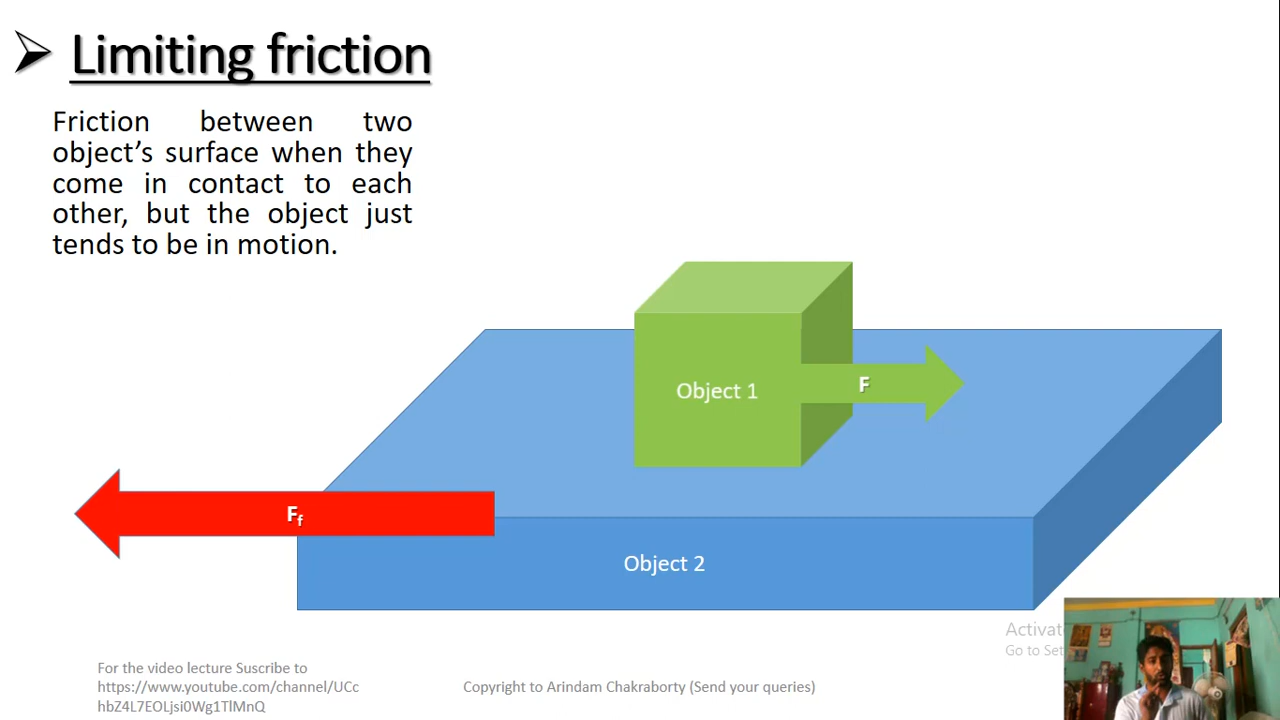 Limiting friction
Friction between two
object's surface when they
come in contact to each
other, but the object just
tends to be in motion.
Object 1
F
Ff
Object 2
Activat
Go to Set
For the video lecture Suscribe to
https://www.youtube.com/channel/UCc
hbZ4L7EOLjsi0Wg1TlMnQ
Copyright to Arindam Chakraborty (Send your queries)